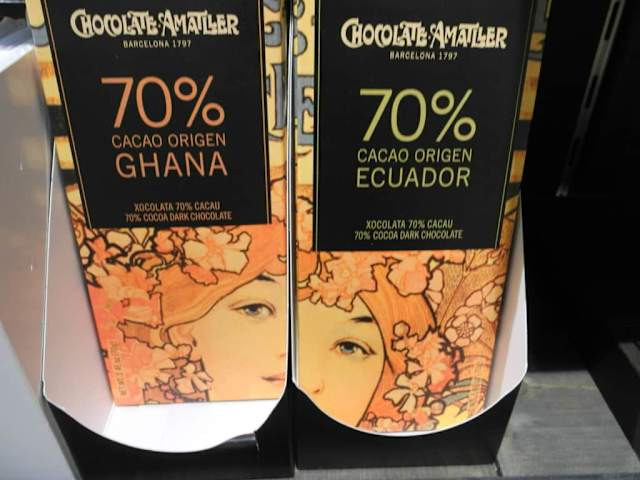 CHOCOLATE AMATLLER
BARCELONA 1797
70%
CACAO ORIGEN
GHANA
XOCOLATA 70% CACAU
70% COCOA DARK CHOCOLATE
CHOCOLATE AMATLLER
BARCELONA 1797
70%
CACAO ORIGEN
ECUADOR
XOCOLATA 70% CACAU
70% COCOA DARK CHOCOLATE